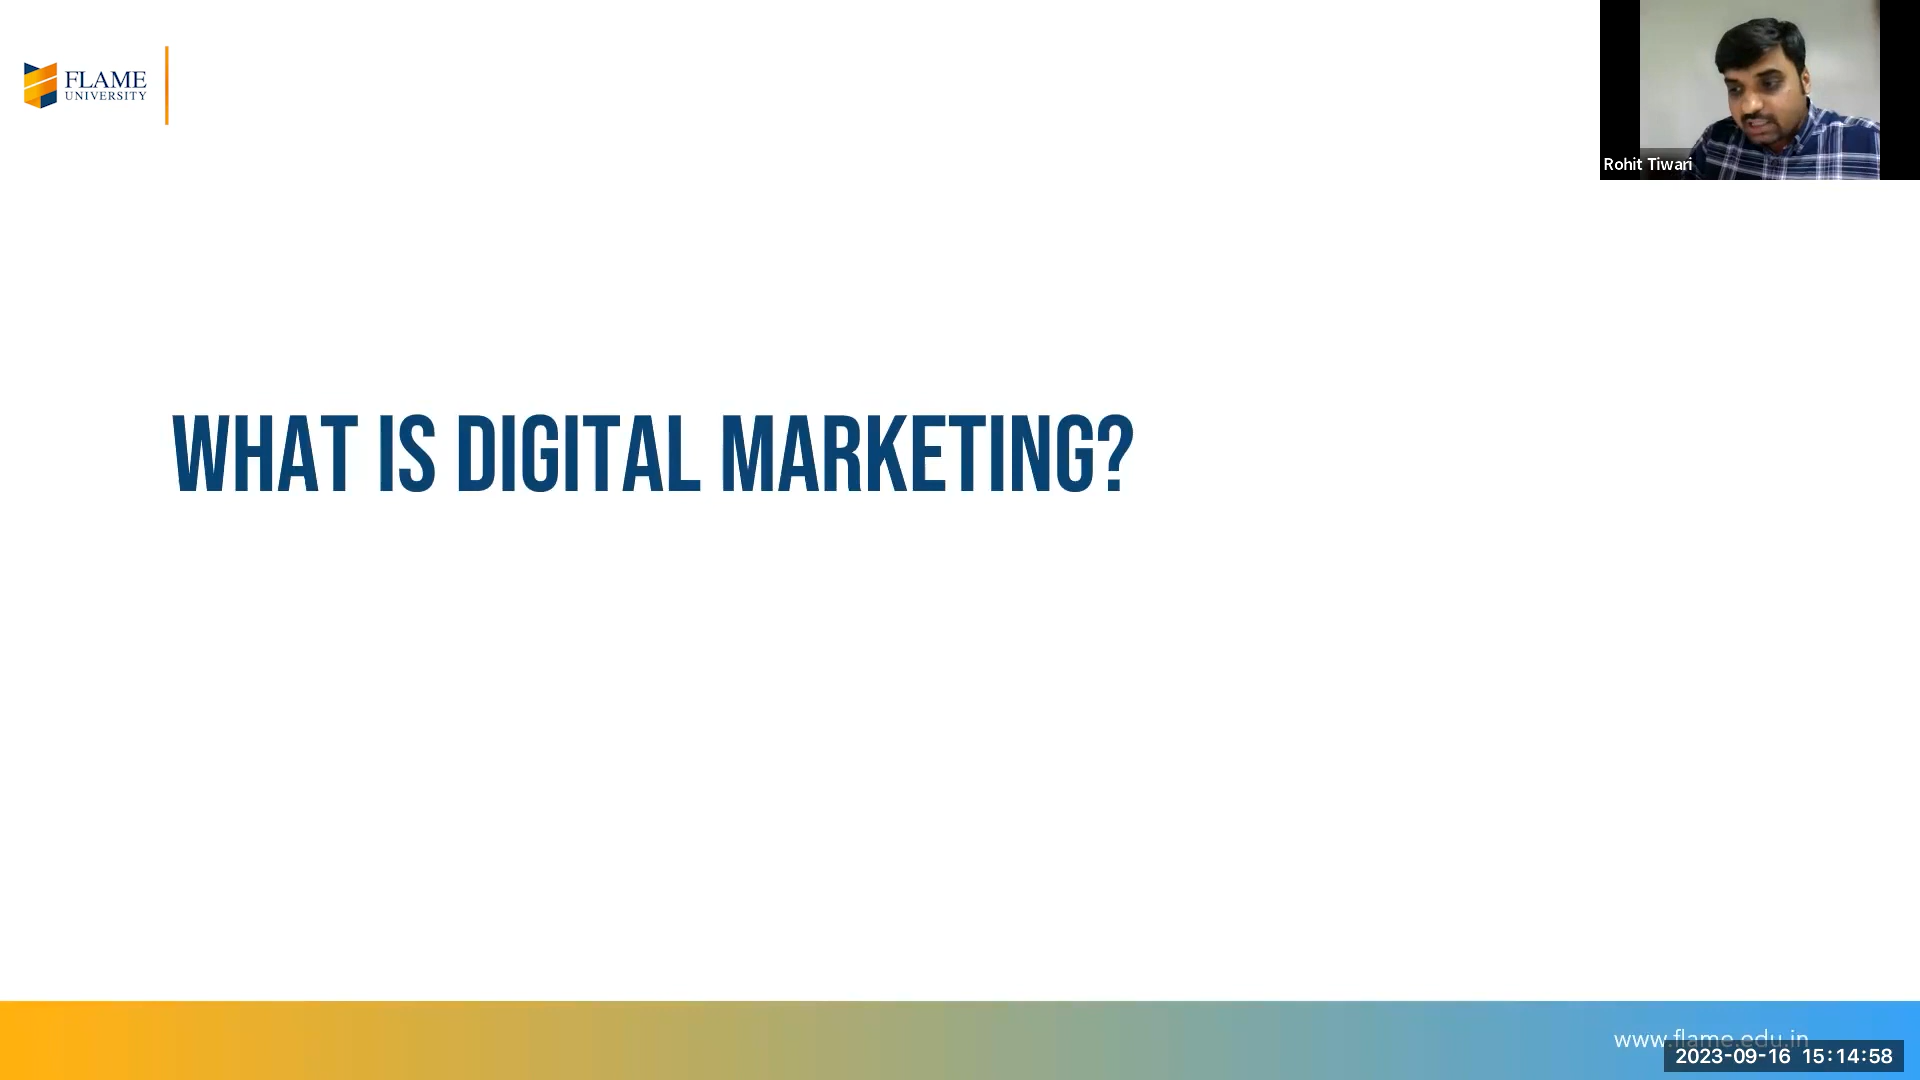 FLAME
UNIVERSITY
Rohit Tiwari
WHAT IS DIGITAL MARKETING?
www.flame.edu.in
2023-09-16 15:14:58